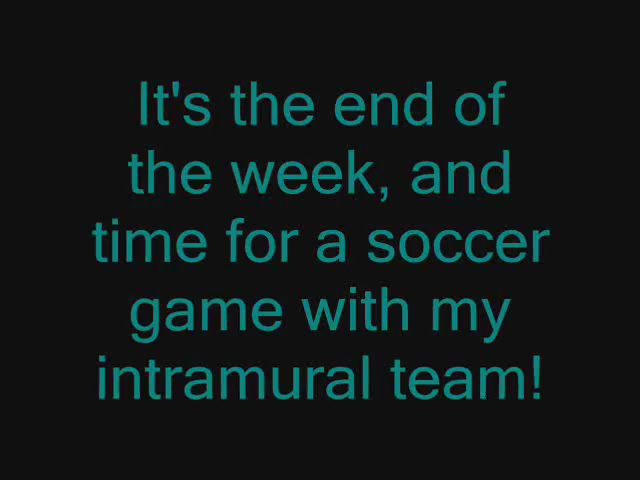 It's the end of
the week, and
time for a soccer
game with my
intramural team!